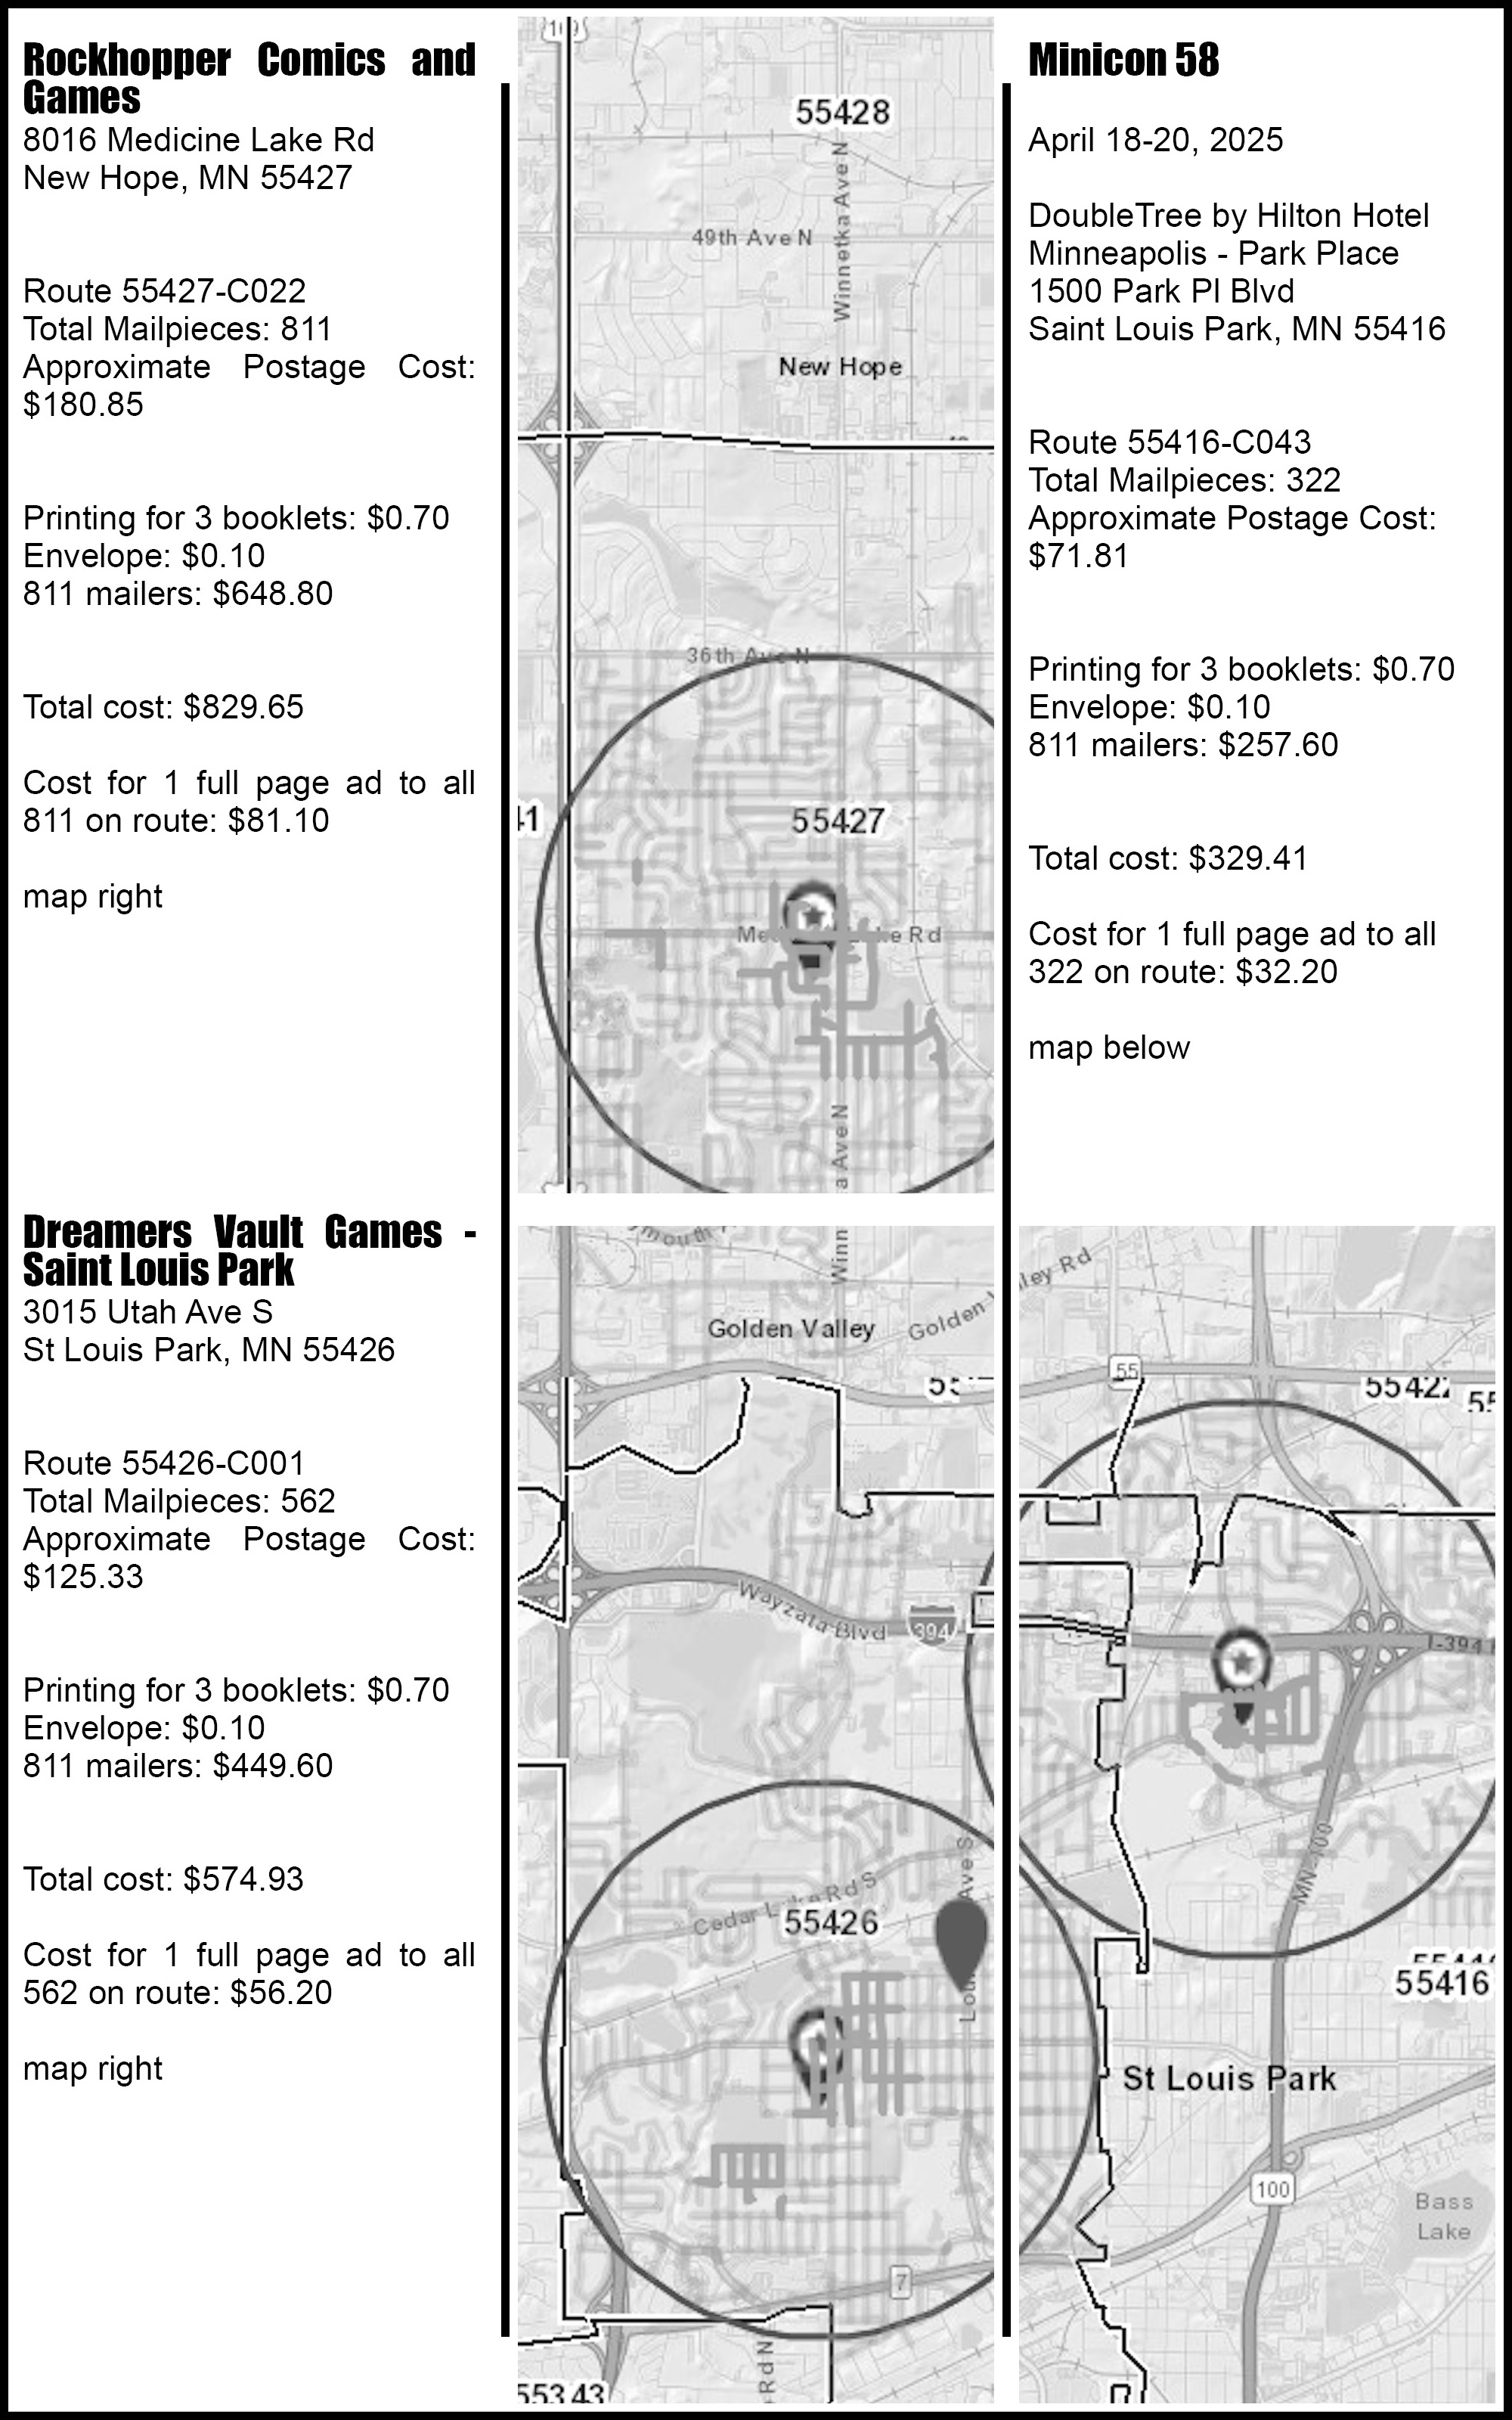 Rockhopper Comics and
Games
8016 Medicine Lake Rd
New Hope, MN 55427
Route 55427-C022
Total Mailpieces: 811
Approximate Postage Cost:
$180.85
Printing for 3 booklets: $0.70
Envelope: $0.10
811 mailers: $648.80
Total cost: $829.65
Cost for 1 full page ad to all
811 on route: $81.10
map right
Dreamers Vault Games -
Saint Louis Park
3015 Utah Ave S
St Louis Park, MN 55426
Route 55426-C001
Total Mailpieces: 562
Approximate Postage Cost:
$125.33
Printing for 3 booklets: $0.70
Envelope: $0.10
811 mailers: $449.60
Total cost: $574.93
Cost for 1 full page ad to all
562 on route: $56.20
map right
55428
Winnetka Ave N
49th Ave N
New Hope
36th Ave N
55427
ke Rd
a Ave N
Winn
Golden Valley
Golden
Wayzata Blvd
394
Cedar Lake Rd S
55426
Ave S
7
Rd N
55343
Minicon 58
April 18-20, 2025
DoubleTree by Hilton Hotel
Minneapolis - Park Place
1500 Park Pl Blvd
Saint Louis Park, MN 55416
Route 55416-C043
Total Mailpieces: 322
Approximate Postage Cost:
$71.81
Printing for 3 booklets: $0.70
Envelope: $0.10
811 mailers: $257.60
Total cost: $329.41
Cost for 1 full page ad to all
322 on route: $32.20
map below
ley Rd
55
5542
I-394
MN-100
55416
St Louis Park
100
Bass
Lake